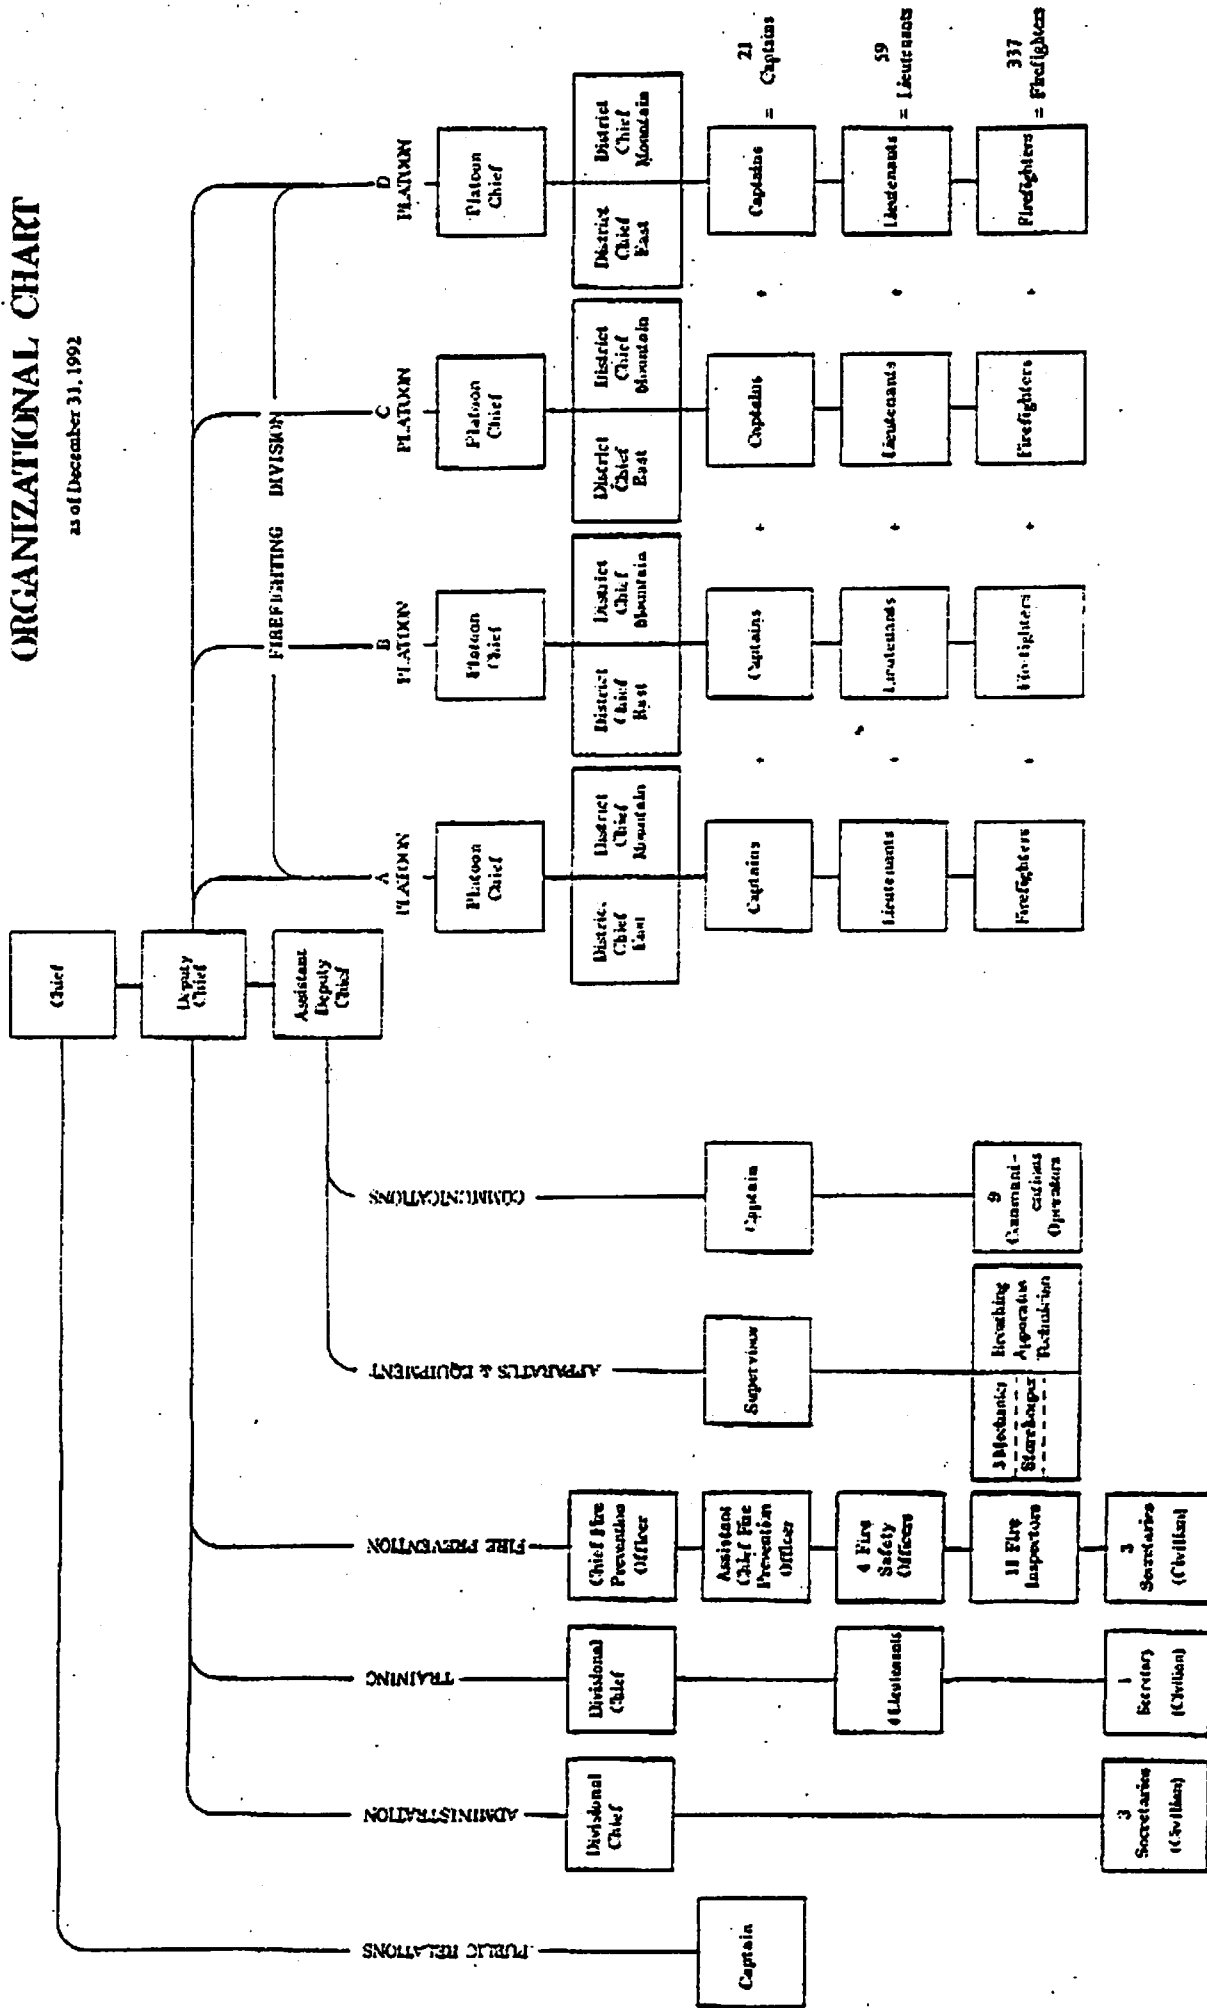 ORGANIZATIONAL CHART
as of December 31, 1992
Chief
Deputy
Chief
Assistant
Deputy
Chief
FIREFIGHTING DIVISION
PUBLIC RELATIONS
ADMINISTRATION
TRAINING
FIRE PREVENTION
APPARATUS & EQUIPMENT
COMMUNICATIONS
A
PLATOON
B
PLATOON
C
PLATOON
D
PLATOON
Platoon
Chief
Platoon
Chief
Platoon
Chief
Platoon
Chief
Divisional
Chief
Divisional
Chief
Chief Fire
Prevention
Officer
District
Chief
East
District
Chief
Mountain
District
Chief
East
District
Chief
Mountain
District
Chief
East
District
Chief
Mountain
District
Chief
East
District
Chief
Mountain
Captain
Assistant
Chief Fire
Prevention
Officer
Supervisor
Captain
Captains
+
Captains
+
Captains
+
Captains
=
21
Captains
4 Lieutenants
4 Fire
Safety
Officers
Lieutenants
+
Lieutenants
+
Lieutenants
+
Lieutenants
=
59
Lieutenants
11 Fire
Inspectors
3 Mechanics
Storekeeper
Breathing
Apparatus
Technician
9
Communi-
cations
Operators
Firefighters
+
Firefighters
+
Firefighters
+
Firefighters
=
337
Firefighters
3
Secretaries
(Civilian)
1
Secretary
(Civilian)
3
Secretaries
(Civilian)